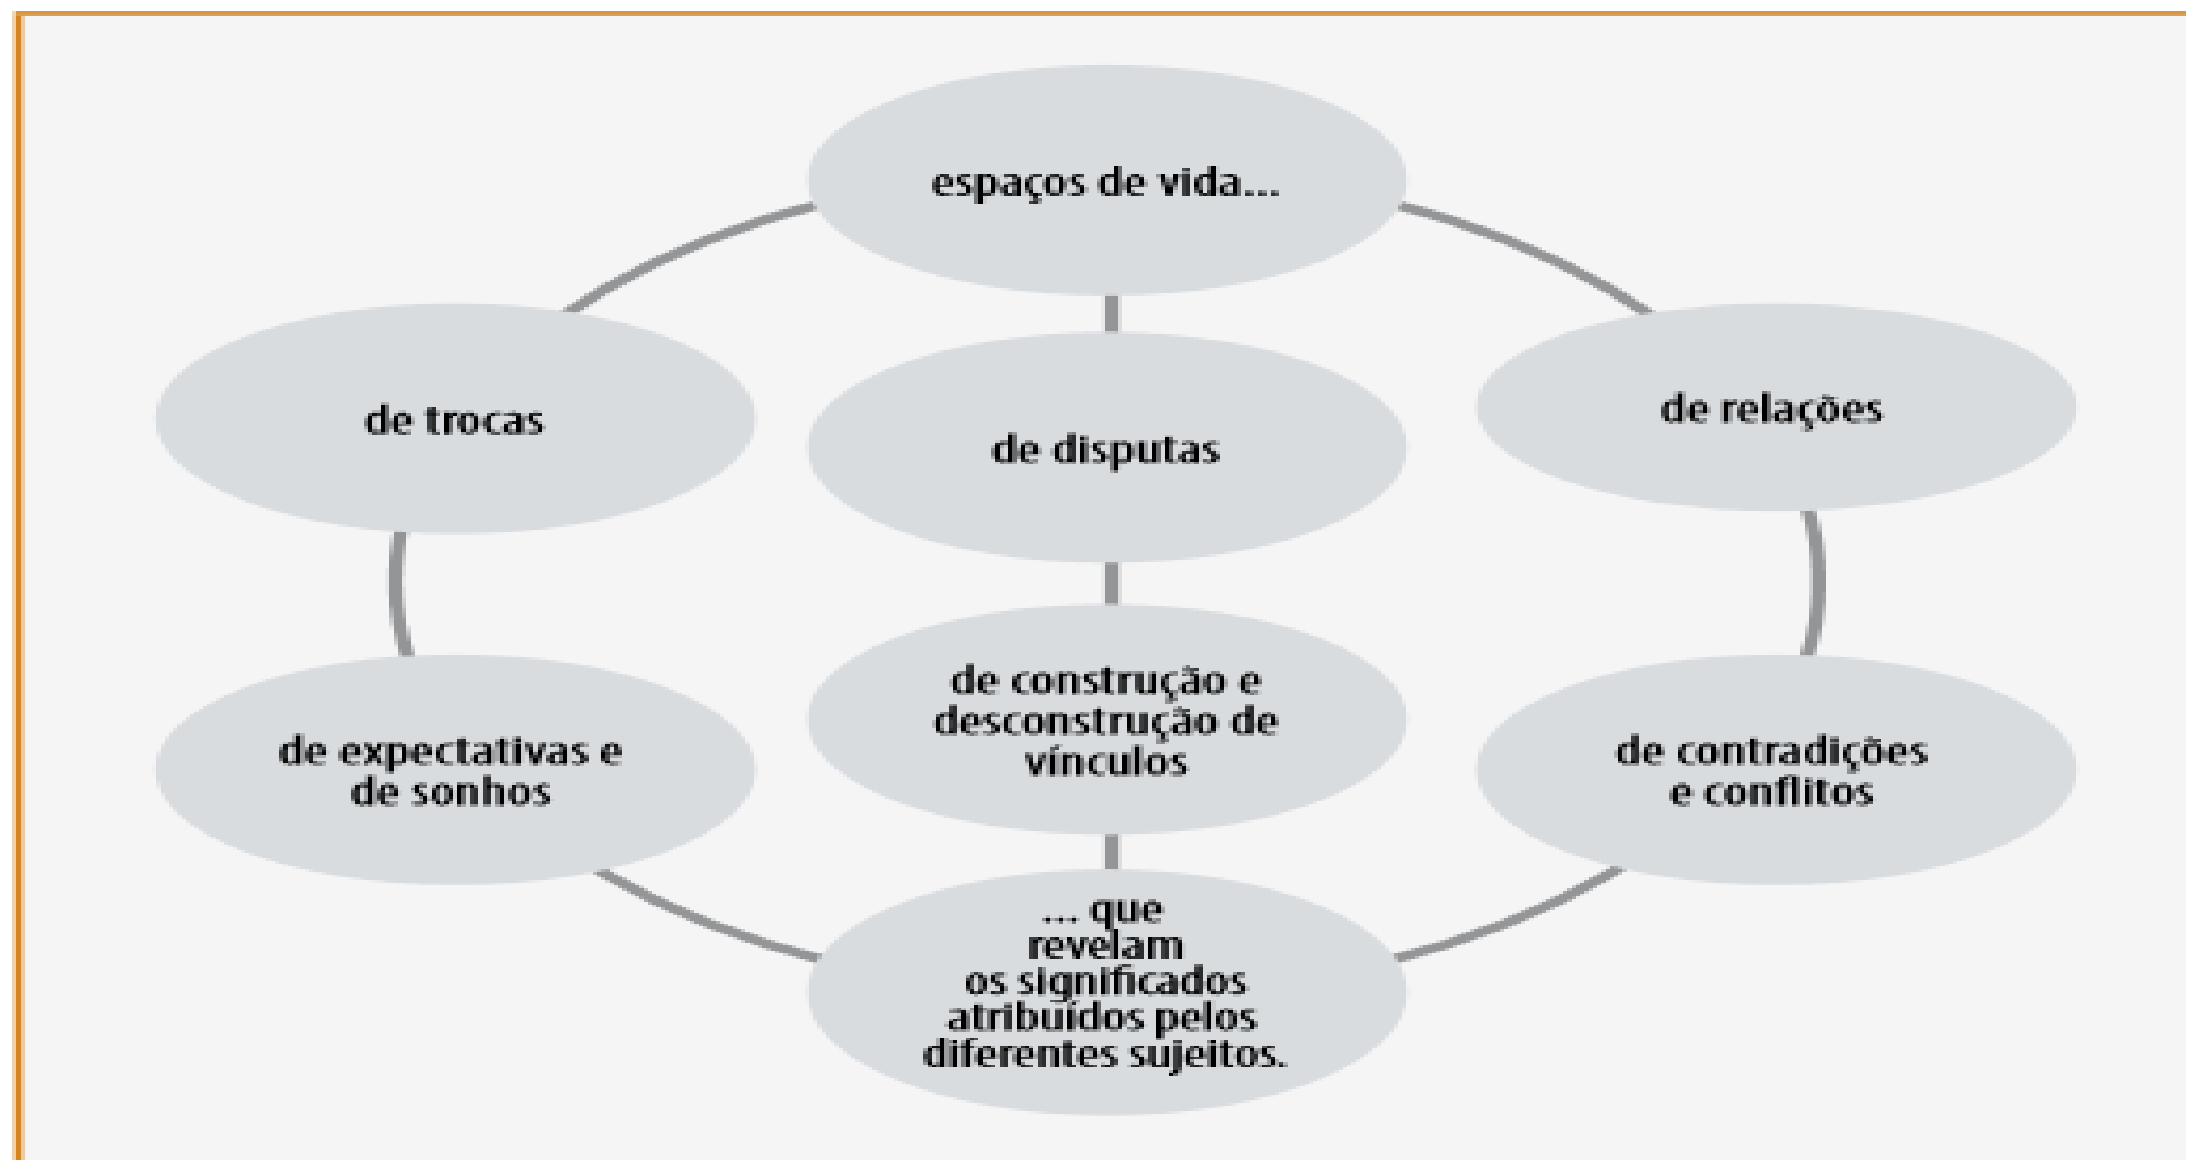 espaços de vida...
de trocas
de disputas
de relações
de expectativas e
de sonhos
de construção e
desconstrução de
vínculos
de contradições
e conflitos
... que
revelam
os significados
atribuídos pelos
diferentes sujeitos.